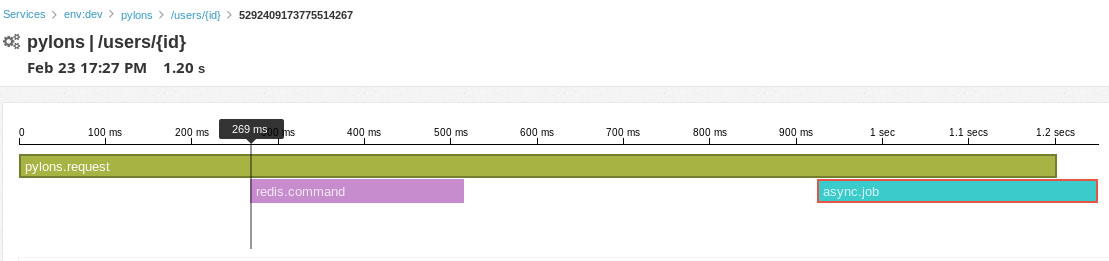 Services > env:dev > pylons > /users/{id} > 5292409173775514267
pylons | /users/{id}
Feb 23 17:27 PM 1.20 s
0 100 ms 200 ms 269 ms 00 ms 400 ms 500 ms 600 ms 700 ms 800 ms 900 ms 1 sec 1.1 secs 1.2 secs
pylons.request
redis.command async.job